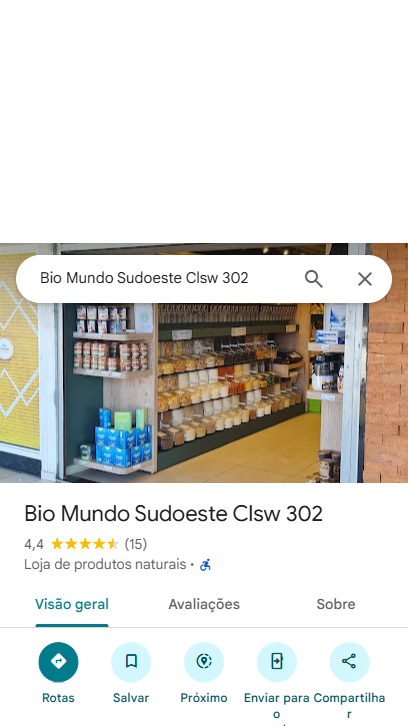 Bio Mundo Sudoeste Clsw 302
Bio Mundo Sudoeste Clsw 302
4,4 (15)
Loja de produtos naturais ·
Visão geral Avaliações Sobre
Rotas Salvar Próximo Enviar para o Compartilhar